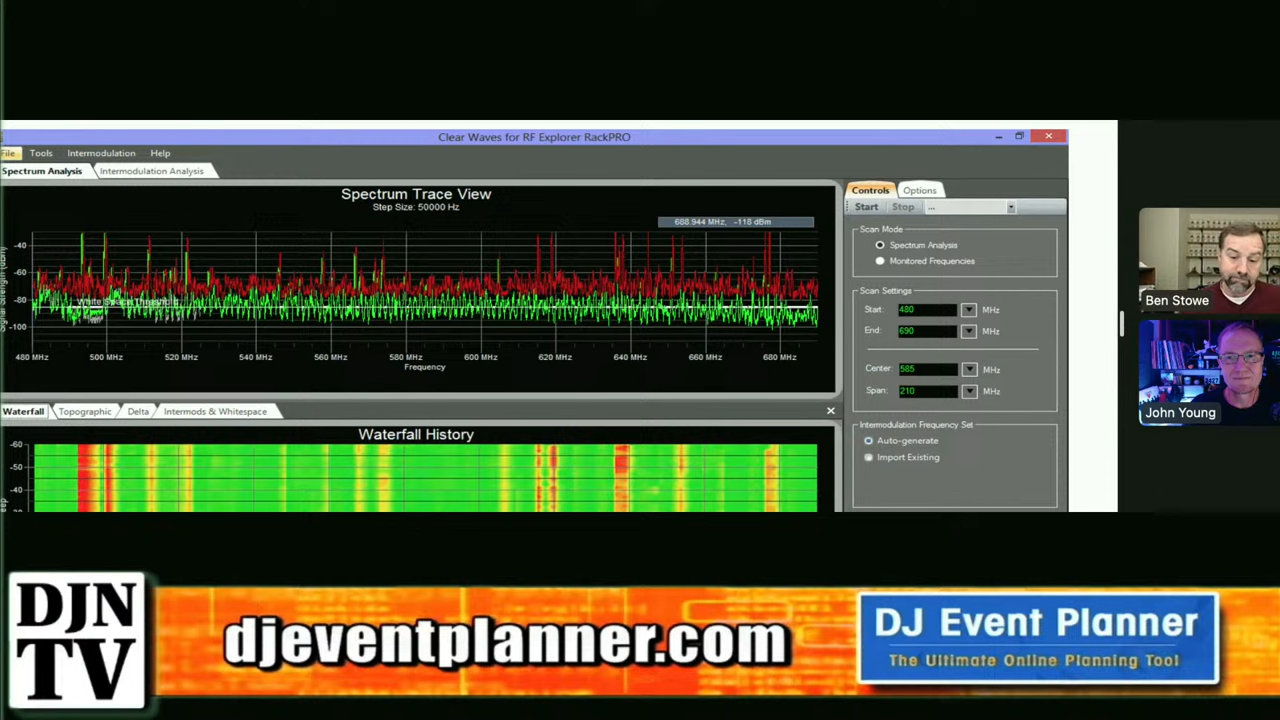 Clear Waves for RF Explorer RackPRO
File Tools Intermodulation Help
Spectrum Analysis Intermodulation Analysis
Spectrum Trace View
Step Size: 50000 Hz
688.944 MHz, -118 dBm
-40
-60
-80
-100
White Space Threshold
480 MHz 500 MHz 520 MHz 540 MHz 560 MHz 580 MHz 600 MHz 620 MHz 640 MHz 660 MHz 680 MHz
Frequency
Controls Options
Start Stop ...
Scan Mode
Spectrum Analysis
Monitored Frequencies
Scan Settings
Start: 480 MHz
End: 690 MHz
Center: 585 MHz
Span: 210 MHz
Intermodulation Frequency Set
Auto-generate
Import Existing
Waterfall Topographic Delta Intermods & Whitespace
Waterfall History
-60
-50
-40
Ben Stowe
John Young
DJN
TV
djeventplanner.com
DJ Event Planner
The Ultimate Online Planning Tool